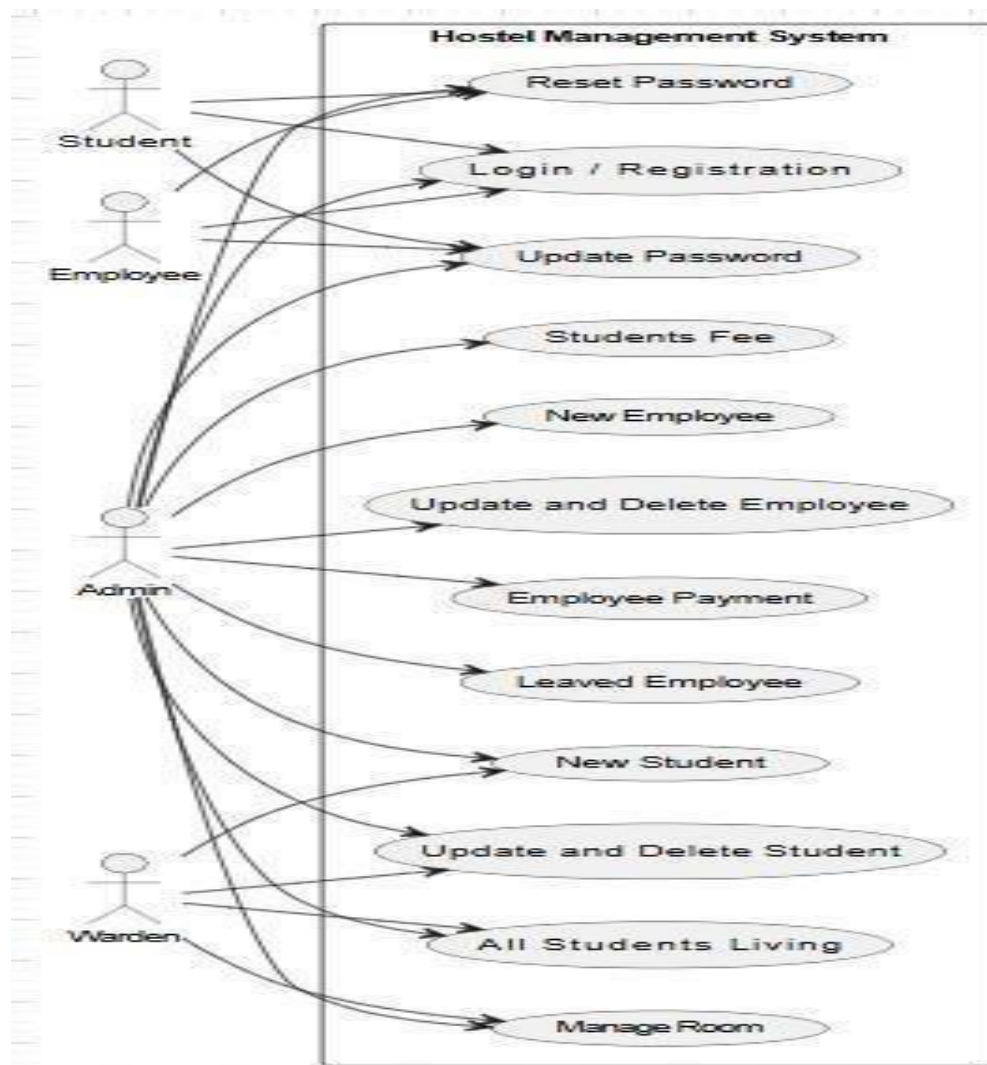 Hostel Management System
Reset Password
Student
Login / Registration
Employee
Update Password
Students Fee
New Employee
Update and Delete Employee
Admin
Employee Payment
Leaved Employee
New Student
Update and Delete Student
Warden
All Students Living
Manage Room